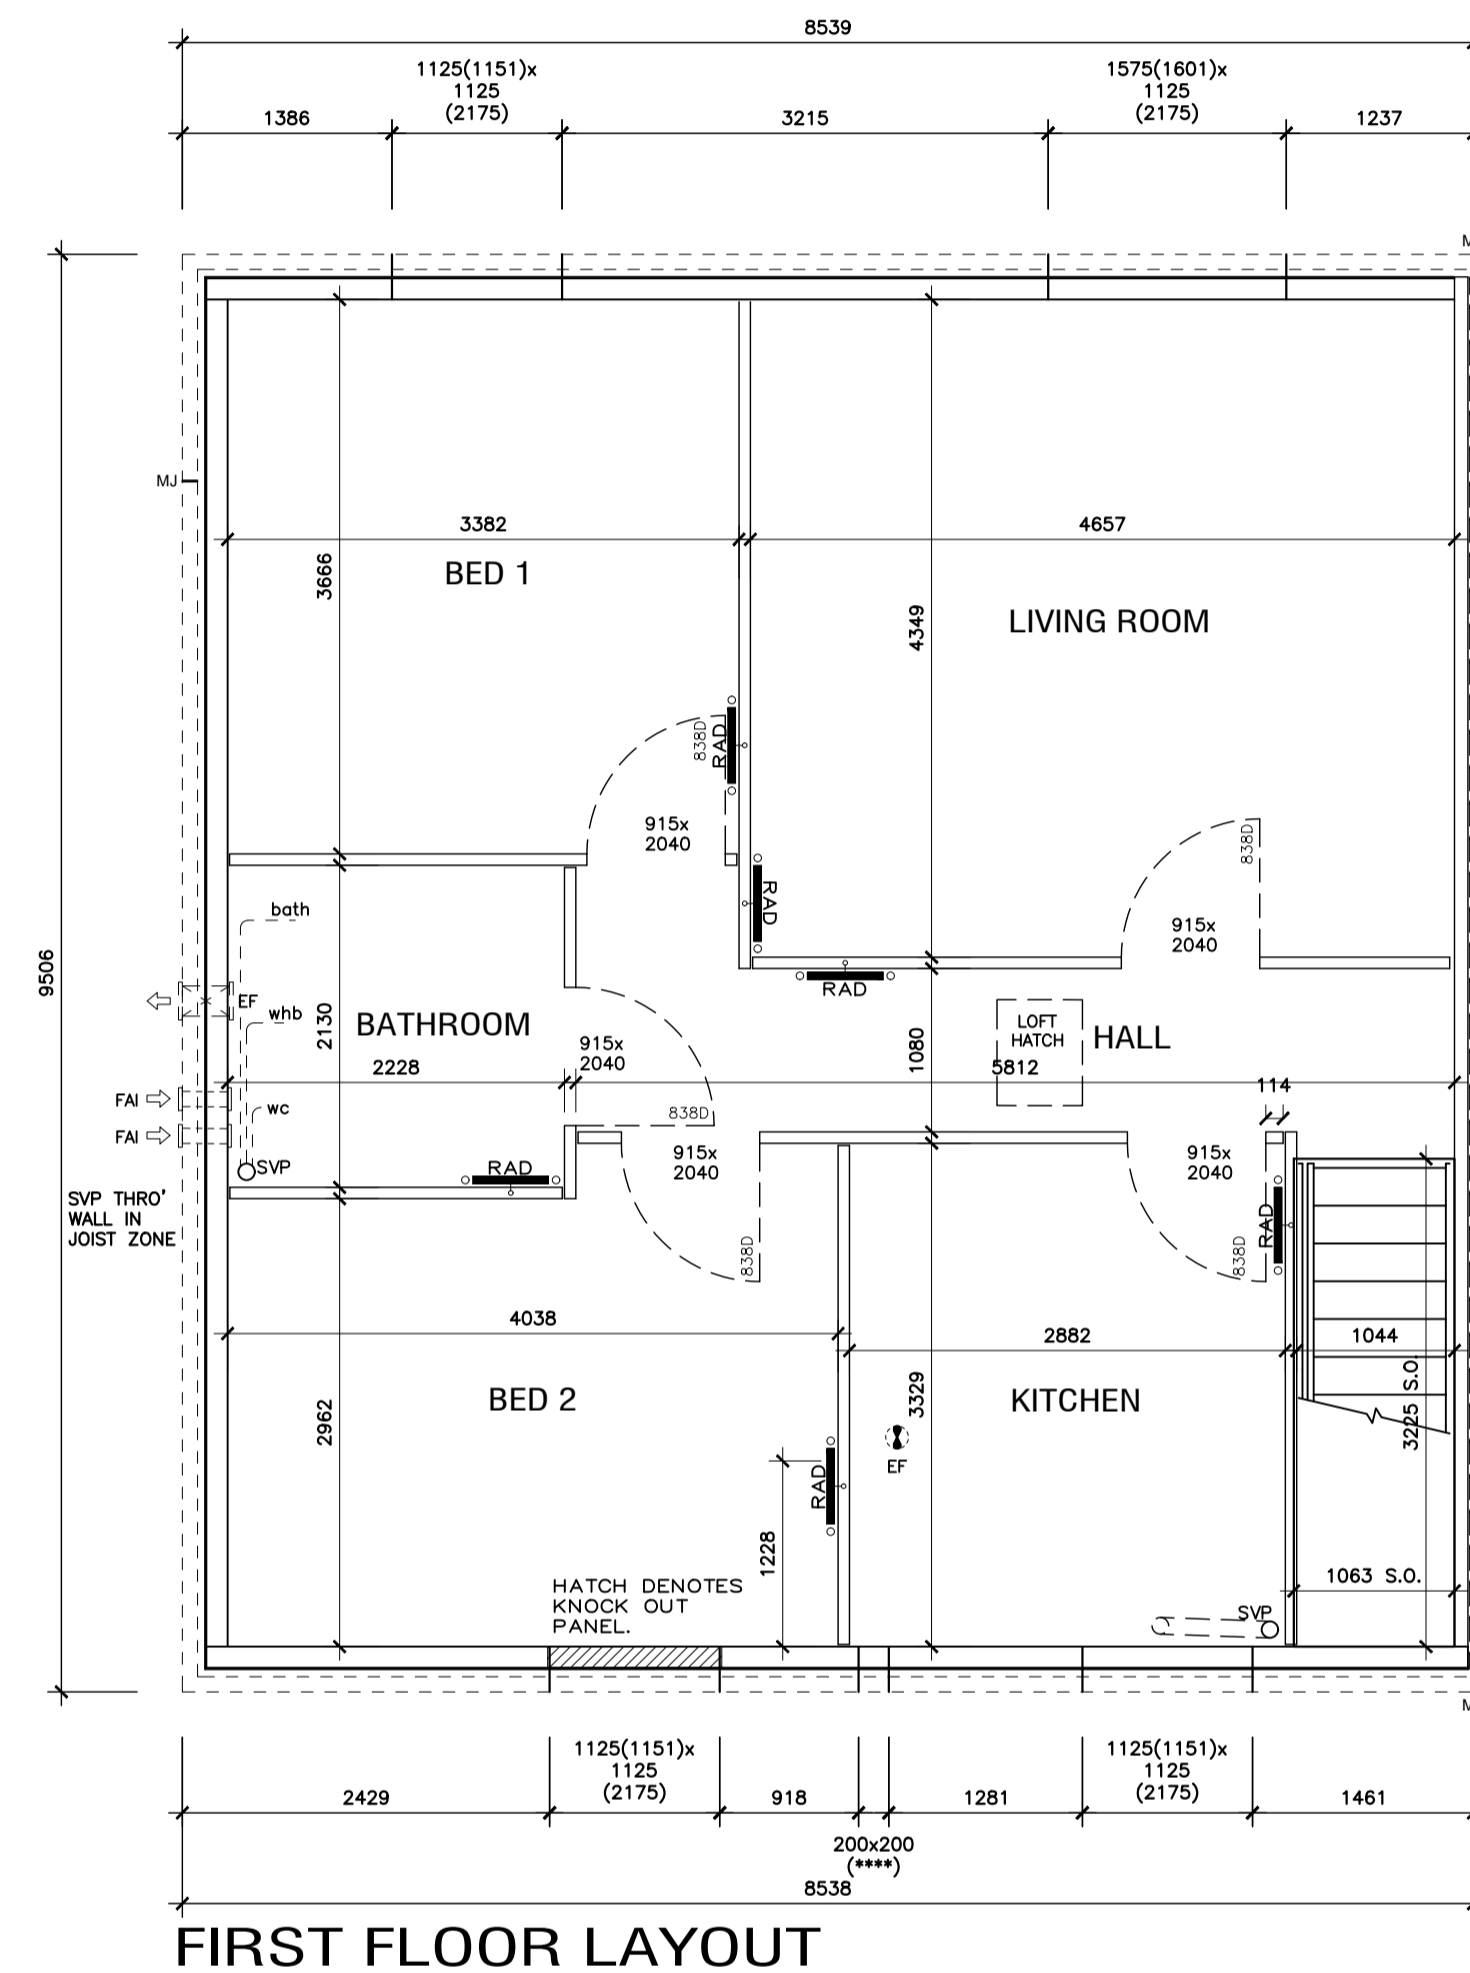 8539
1125(1151)x
1125
(2175)
1575(1601)x
1125
(2175)
1386
3215
1237
M
MJ
3382
4657
BED 1
3666
LIVING ROOM
4349
838D
RAD
915x
2040
838D
RAD
915x
2040
bath
9506
RAD
EF
whb
BATHROOM
2130
LOFT
HATCH
HALL
1080
915x
2040
2228
5812
114
FAI
wc
838D
FAI
915x
2040
915x
2040
SVP
RAD
SVP THRO'
WALL IN
JOIST ZONE
RAD
838D
838D
4038
2882
1044
3225 S.O.
BED 2
2962
3329
KITCHEN
EF
RAD
1228
HATCH DENOTES
KNOCK OUT
PANEL.
1063 S.O.
SVP
M
1125(1151)x
1125
(2175)
1125(1151)x
1125
(2175)
2429
918
1281
1461
200x200
(****)
8538
FIRST FLOOR LAYOUT